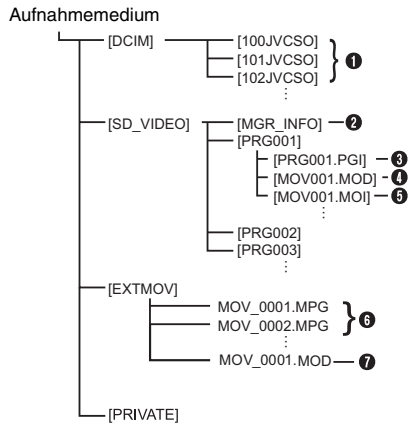 Aufnahmemedium
[DCIM]
[100JVCSO]
[101JVCSO]
[102JVCSO]
❶
[SD_VIDEO]
[MGR_INFO]
❷
[PRG001]
[PRG001.PGI]
❸
[MOV001.MOD]
❹
[MOV001.MOI]
❺
[PRG002]
[PRG003]
[EXTMOV]
MOV_0001.MPG
MOV_0002.MPG
❻
MOV_0001.MOD
❼
[PRIVATE]